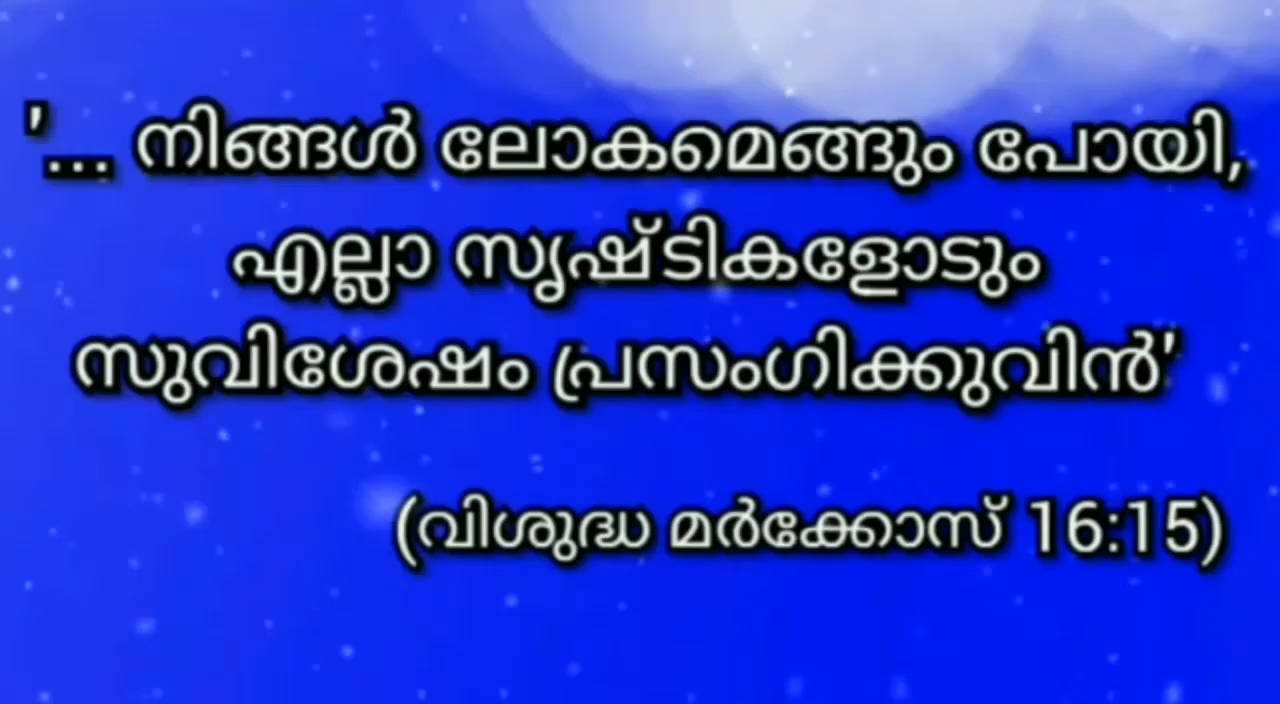 '... നിങ്ങൾ ലോകമെങ്ങും പോയി,
എല്ലാ സൃഷ്ടികളോടും
സുവിശേഷം പ്രസംഗിക്കുവിൻ'
(വിശുദ്ധ മർക്കോസ് 16:15)